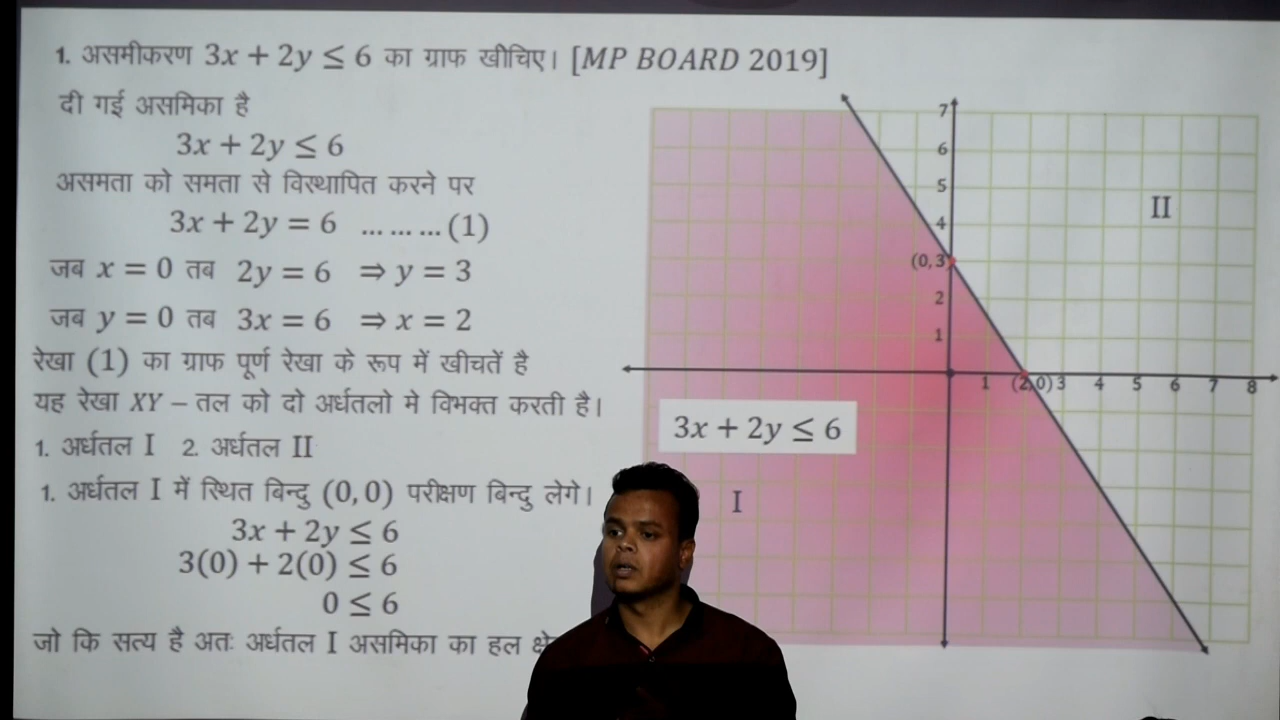 1. असमीकरण 3x + 2y ≤ 6 का ग्राफ खीचिए। [MP BOARD 2019]
दी गई असमिका है
3x + 2y ≤ 6
असमता को समता से विस्थापित करने पर
3x + 2y = 6 ... ... ... (1)
जब x = 0 तब 2y = 6 ⇒ y = 3
जब y = 0 तब 3x = 6 ⇒ x = 2
रेखा (1) का ग्राफ पूर्ण रेखा के रूप में खीचतें है
यह रेखा XY – तल को दो अर्धतलो मे विभक्त करती है।
1. अर्धतल I 2. अर्धतल II
1. अर्धतल I में स्थित बिन्दु (0, 0) परीक्षण बिन्दु लेगे।
3x + 2y ≤ 6
3(0) + 2(0) ≤ 6
0 ≤ 6
जो कि सत्य है अतः अर्धतल I असमिका का हल
7
6
5
II
4
(0, 3
2
1
1 (2,0) 3 4 5 6 7 8
3x + 2y ≤ 6
I